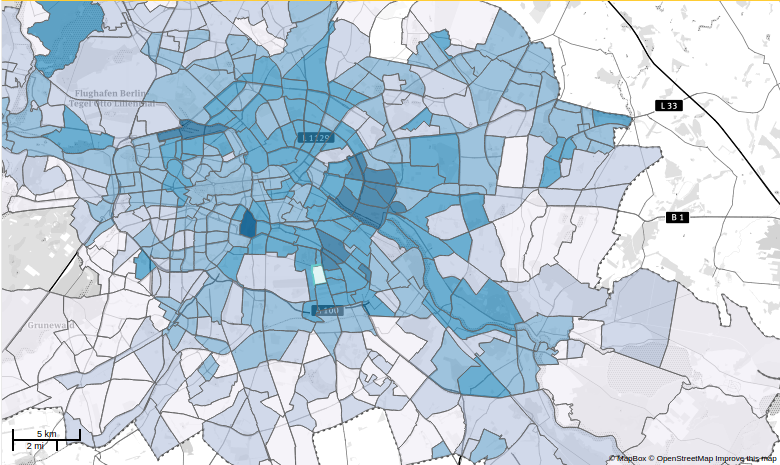 Flughafen Berlin-
Tegel Otto Lilienthal
L 33
L 1129
B 1
A 100
Grunewald
5 km
2 mi
© MapBox © OpenStreetMap Improve this map